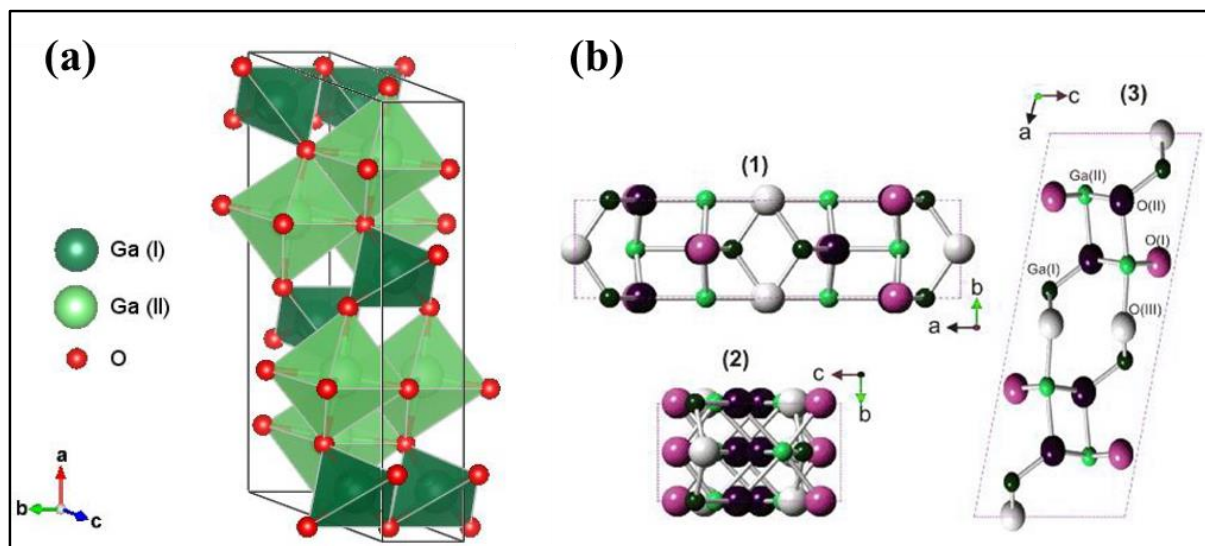 (a)
Ga (I)
Ga (II)
O
a
b
c
(b)
(1)
b
a
(2)
c
b
(3)
c
a
Ga(II)
O(II)
O(I)
Ga(I)
O(III)